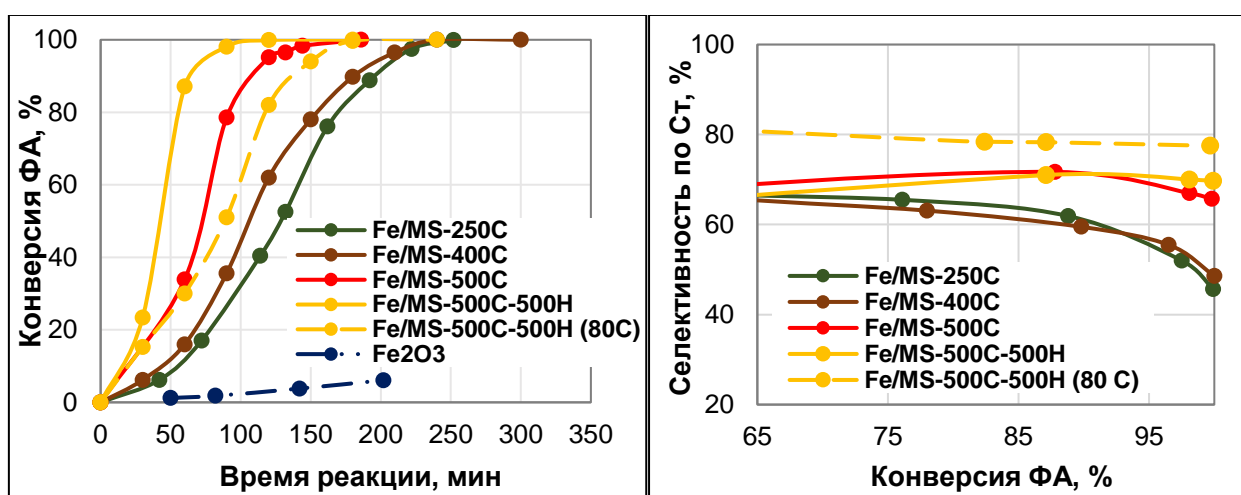 Конверсия ФА, %
100
80
60
40
20
0
Fe/MS-250C
Fe/MS-400C
Fe/MS-500C
Fe/MS-500C-500H
Fe/MS-500C-500H (80C)
Fe2O3
0 50 100 150 200 250 300 350
Время реакции, мин
Селективность по Ст, %
100
80
60
40
20
Fe/MS-250C
Fe/MS-400C
Fe/MS-500C
Fe/MS-500C-500H
Fe/MS-500C-500H (80 C)
65 75 85 95
Конверсия ФА, %